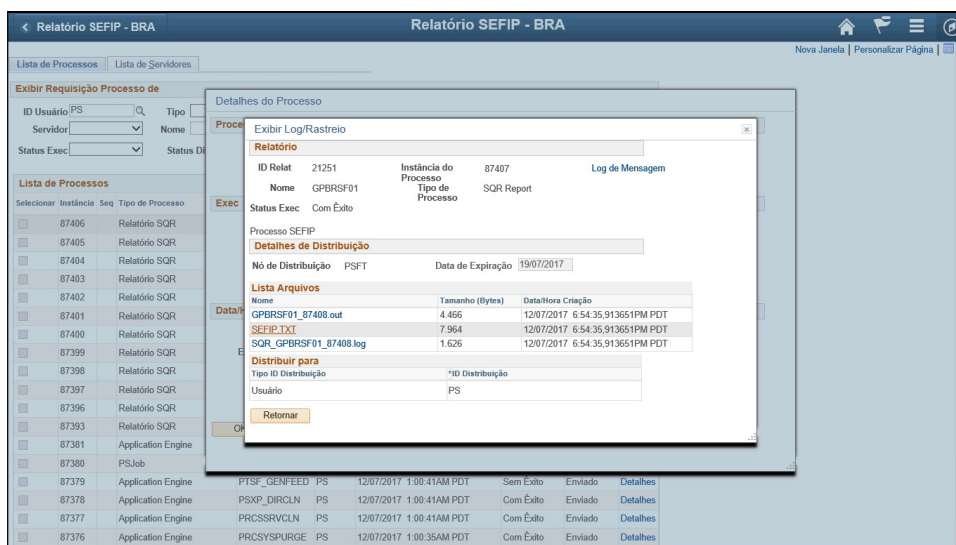 Relatório SEFIP - BRA
Relatório SEFIP - BRA
Nova Janela | Personalizar Página |
Lista de Processos
Lista de Servidores
Exibir Requisição Processo de
ID Usuário PS
Tipo
Servidor
Nome
Status Exec
Detalhes do Processo
Exibir Log/Rastreio
Relatório
ID Relat 21251 Instância do Processo 87407 Log de Mensagem
Nome GPBRSF01 Tipo de Processo SQR Report
Status Exec Com Êxito
Processo SEFIP
Detalhes de Distribuição
Nó de Distribuição PSFT Data de Expiração 19/07/2017
Lista Arquivos
Nome Tamanho (Bytes) Data/Hora Criação
GPBRSF01_87408.out 4.466 12/07/2017 6:54:35,913651PM PDT
SEFIP.TXT 7.964 12/07/2017 6:54:35,913651PM PDT
SQR_GPBRSF01_87408.log 1.626 12/07/2017 6:54:35,913651PM PDT
Distribuir para
Tipo ID Distribuição *ID Distribuição
Usuário PS
Retornar
Lista de Processos
Selecionar Instância Seq Tipo de Processo
87406 Relatório SQR
87405 Relatório SQR
87404 Relatório SQR
87403 Relatório SQR
87402 Relatório SQR
87401 Relatório SQR
87400 Relatório SQR
87399 Relatório SQR
87398 Relatório SQR
87397 Relatório SQR
87396 Relatório SQR
87393 Relatório SQR
87381 Application Engine
87380 PSJob
87379 Application Engine PTSF_GENFEED PS 12/07/2017 1:00:41AM PDT Sem Êxito Enviado Detalhes
87378 Application Engine PSXP_DIRCLN PS 12/07/2017 1:00:41AM PDT Com Êxito Enviado Detalhes
87377 Application Engine PRCSSRVCLN PS 12/07/2017 1:00:41AM PDT Com Êxito Enviado Detalhes
87376 Application Engine PRCSYSPURGE PS 12/07/2017 1:00:35AM PDT Com Êxito Enviado Detalhes